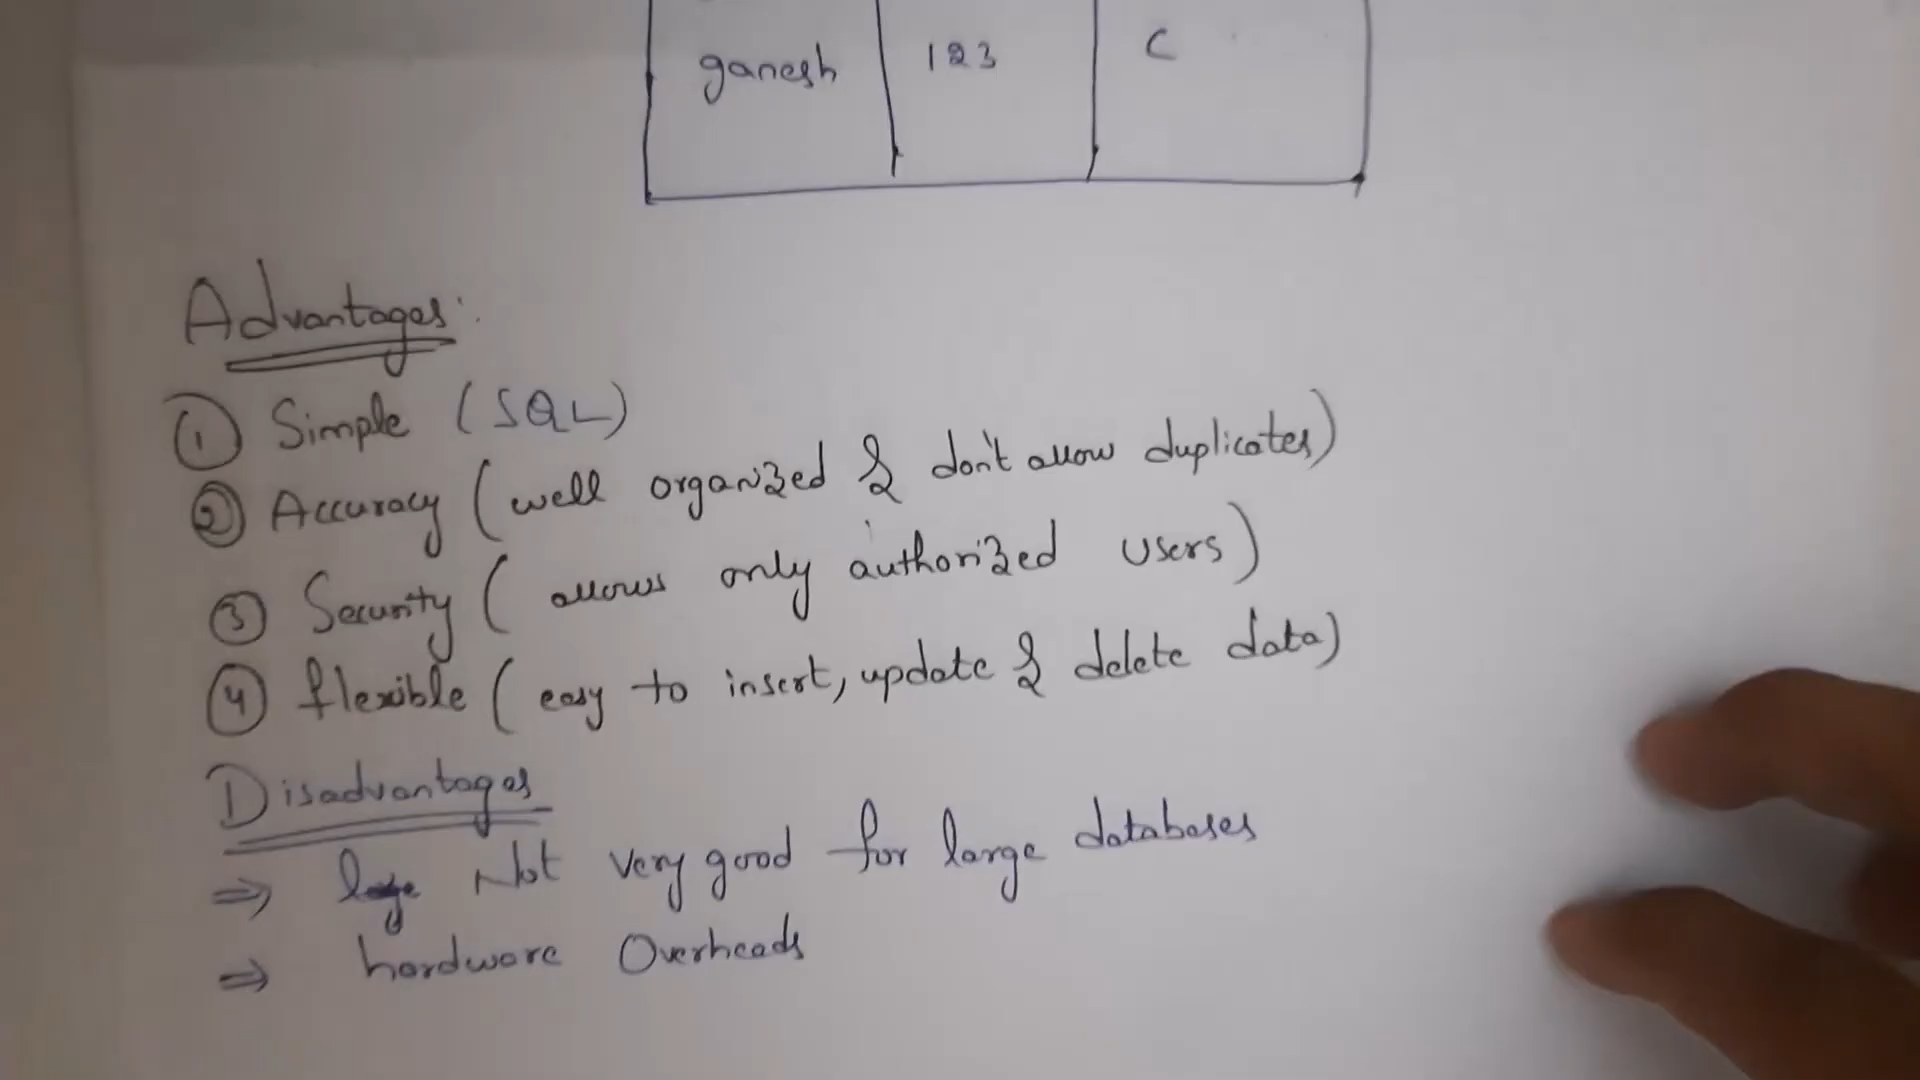 ganesh 123 C
Advantages:
① Simple (SQL)
② Accuracy (well organized & don't allow duplicates)
③ Security (allows only authorized users)
④ flexible (easy to insert, update & delete data)
Disadvantages
⇒ Not very good for large databases
⇒ hardware Overheads